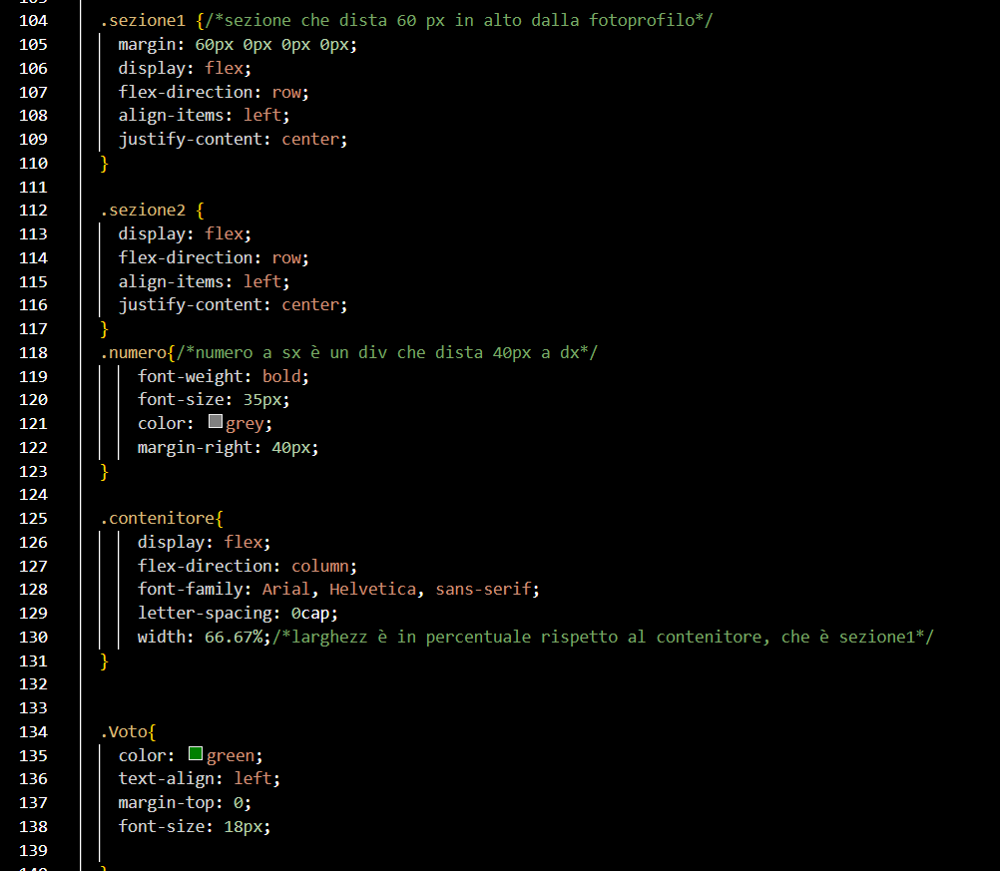 104 .sezione1 {/*sezione che dista 60 px in alto dalla fotoprofilo*/
105 margin: 60px 0px 0px 0px;
106 display: flex;
107 flex-direction: row;
108 align-items: left;
109 justify-content: center;
110 }
111
112 .sezione2 {
113 display: flex;
114 flex-direction: row;
115 align-items: left;
116 justify-content: center;
117 }
118 .numero{/*numero a sx è un div che dista 40px a dx*/
119 font-weight: bold;
120 font-size: 35px;
121 color: grey;
122 margin-right: 40px;
123 }
124
125 .contenitore{
126 display: flex;
127 flex-direction: column;
128 font-family: Arial, Helvetica, sans-serif;
129 letter-spacing: 0cap;
130 width: 66.67%;/*larghezz è in percentuale rispetto al contenitore, che è sezione1*/
131 }
132
133
134 .Voto{
135 color: green;
136 text-align: left;
137 margin-top: 0;
138 font-size: 18px;
139